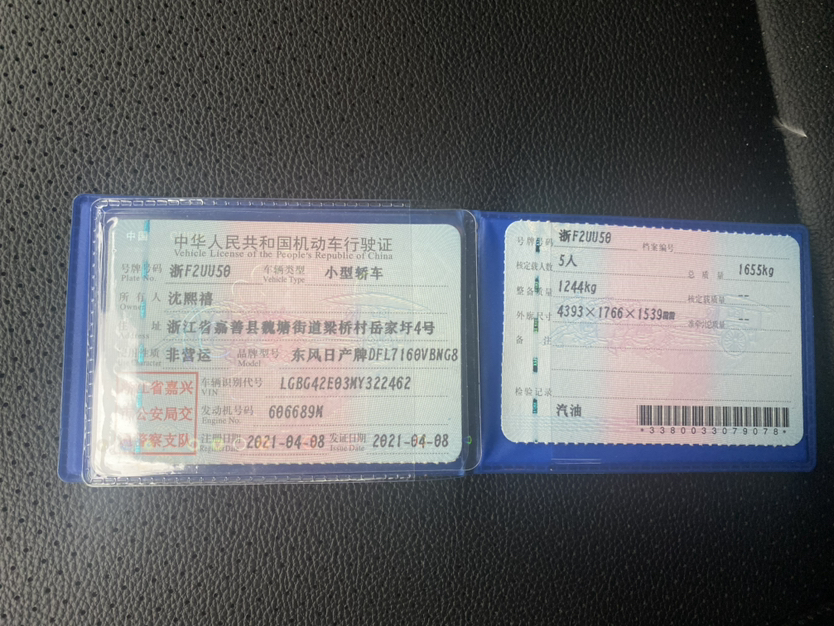 中国
中华人民共和国机动车行驶证
Vehicle License of the People's Republic of China
号牌号码 浙F2UU50 车辆类型 小型轿车
Plate No. Vehicle Type
所有人 沈熙禧
Owner
址 浙江省嘉善县魏塘街道梁桥村岳家圩4号
性质 非营运 品牌型号 东风日产牌DFL7160VBNG8
Character Model
江省嘉兴
公安局交
警察支队
车辆识别代号 LGBG42E03MY322462
VIN
发动机号码 606689M
Engine No.
注册日期 2021-04-08 发证日期 2021-04-08
Register Date Issue Date
号牌号码 浙F2UU50 档案编号
核定载人数 5人 总质量 1655kg
整备质量 1244kg 核定载质量 --
外廓尺寸 4393×1766×1539mm 准牵引总质量 --
备注
检验记录
汽油
*3380033079078*